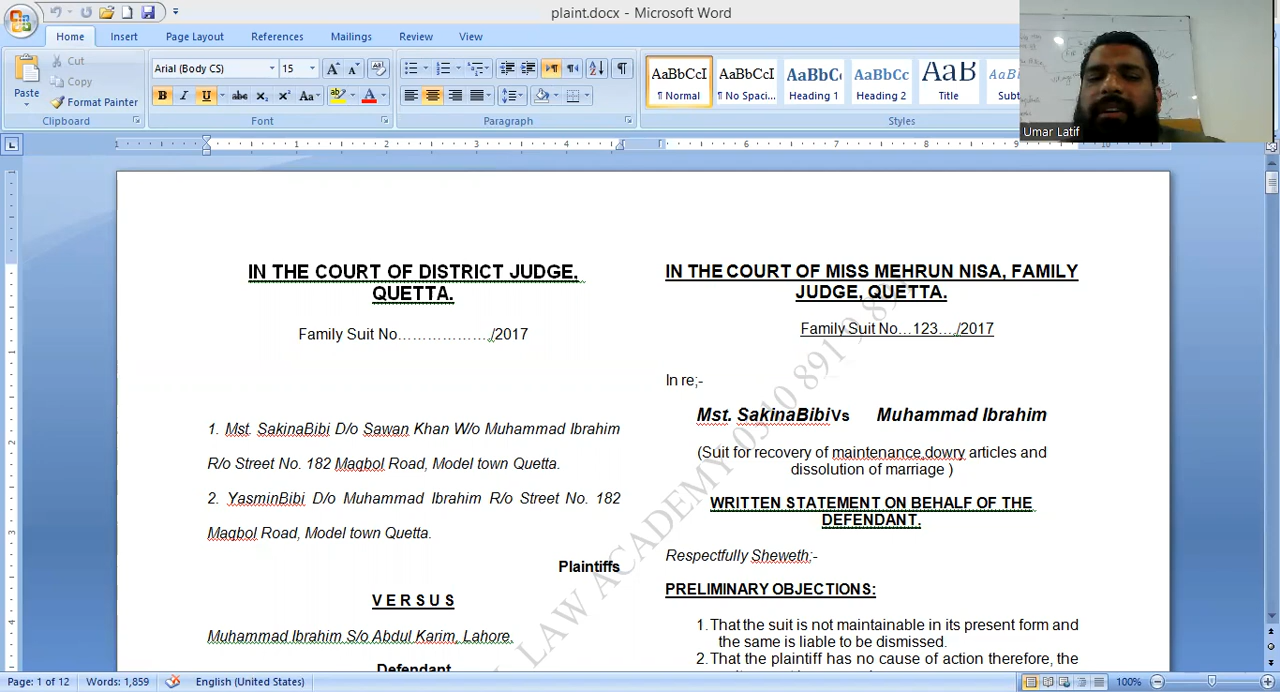 plaint.docx - Microsoft Word
Home Insert Page Layout References Mailings Review View
Cut
Copy
Format Painter
Paste
Clipboard
Arial (Body CS) 15
Font
Paragraph
AaBbCcI AaBbCcI AaBbC AaBbCc AaB
¶ Normal ¶ No Spaci... Heading 1 Heading 2 Title
Styles
Umar Latif
IN THE COURT OF DISTRICT JUDGE,
QUETTA.
Family Suit No………………./2017
1. Mst. SakinaBibi D/o Sawan Khan W/o Muhammad Ibrahim
R/o Street No. 182 Maqbol Road, Model town Quetta.
2. YasminBibi D/o Muhammad Ibrahim R/o Street No. 182
Maqbol Road, Model town Quetta.
Plaintiffs
V E R S U S
Muhammad Ibrahim S/o Abdul Karim, Lahore.
Defendant
IN THE COURT OF MISS MEHRUN NISA, FAMILY
JUDGE, QUETTA.
Family Suit No…123…./2017
In re;-
Mst. SakinaBibiVs Muhammad Ibrahim
(Suit for recovery of maintenance,dowry articles and
dissolution of marriage )
WRITTEN STATEMENT ON BEHALF OF THE
DEFENDANT.
Respectfully Sheweth;-
PRELIMINARY OBJECTIONS:
1. That the suit is not maintainable in its present form and
the same is liable to be dismissed.
2. That the plaintiff has no cause of action therefore, the
LAW ACADEMY
Page: 1 of 12 Words: 1,859 English (United States) 100%